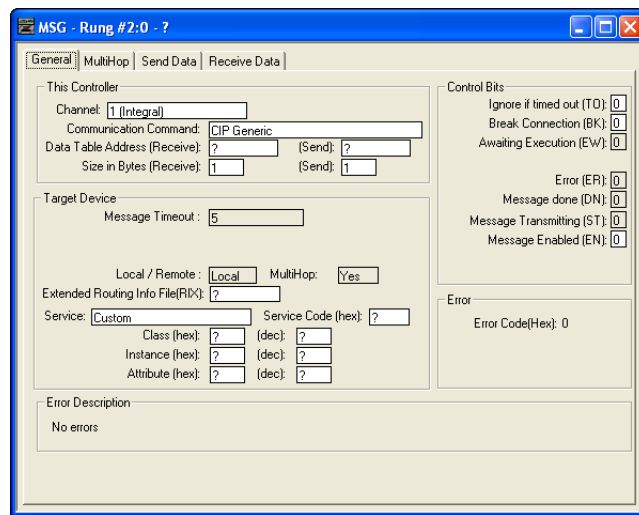 MSG - Rung #2:0 - ?
General MultiHop Send Data Receive Data
This Controller
Channel: 1 (Integral)
Communication Command: CIP Generic
Data Table Address (Receive): ? (Send): ?
Size in Bytes (Receive): 1 (Send): 1
Target Device
Message Timeout : 5
Local / Remote : Local MultiHop: Yes
Extended Routing Info File(RIX): ?
Service: Custom Service Code (hex): ?
Class (hex): ? (dec): ?
Instance (hex): ? (dec): ?
Attribute (hex): ? (dec): ?
Control Bits
Ignore if timed out (TO): 0
Break Connection (BK): 0
Awaiting Execution (EW): 0
Error (ER): 0
Message done (DN): 0
Message Transmitting (ST): 0
Message Enabled (EN): 0
Error
Error Code(Hex): 0
Error Description
No errors